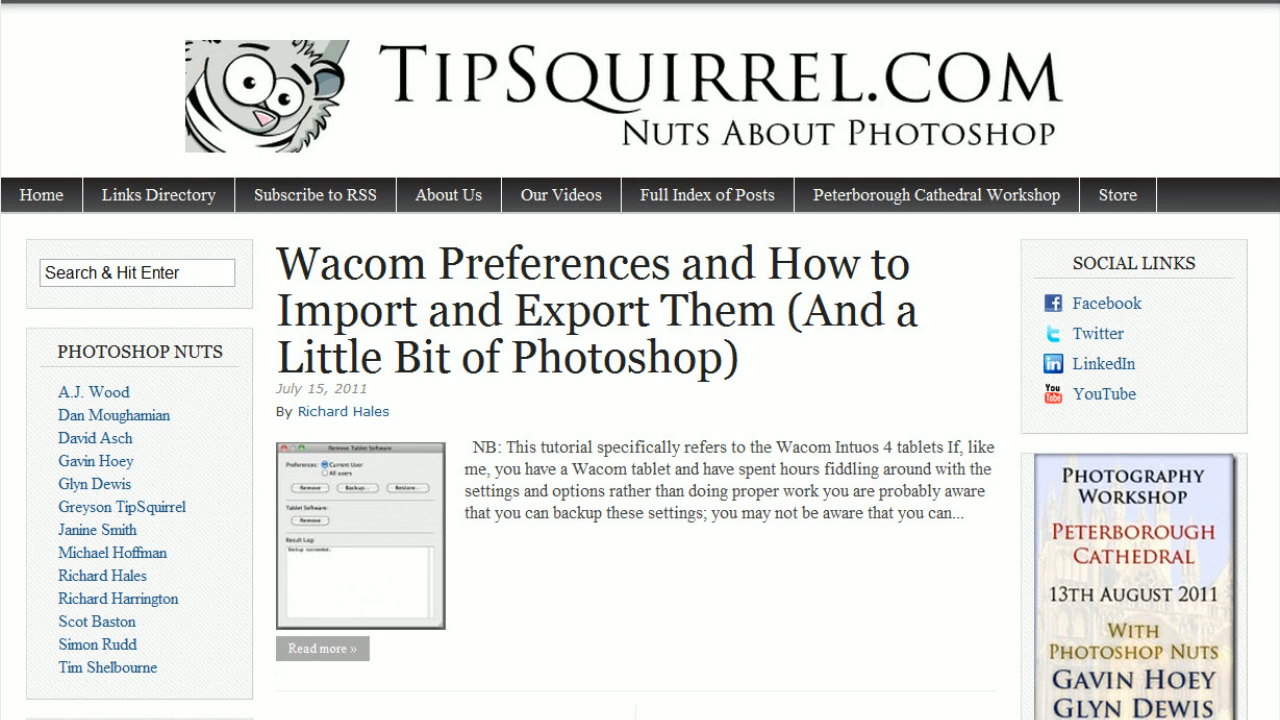 TIPSQUIRREL.COM
NUTS ABOUT PHOTOSHOP
Home Links Directory Subscribe to RSS About Us Our Videos Full Index of Posts Peterborough Cathedral Workshop Store
Search & Hit Enter
PHOTOSHOP NUTS
A.J. Wood
Dan Moughamian
David Asch
Gavin Hoey
Glyn Dewis
Greyson TipSquirrel
Janine Smith
Michael Hoffman
Richard Hales
Richard Harrington
Scot Baston
Simon Rudd
Tim Shelbourne
Wacom Preferences and How to
Import and Export Them (And a
Little Bit of Photoshop)
July 15, 2011
By Richard Hales
Remove Tablet Software
Preferences: Current User
All users
Remove Backup... Restore...
Tablet Software:
Remove
Result Log:
Backup succeeded.
NB: This tutorial specifically refers to the Wacom Intuos 4 tablets If, like
me, you have a Wacom tablet and have spent hours fiddling around with the
settings and options rather than doing proper work you are probably aware
that you can backup these settings; you may not be aware that you can...
Read more »
SOCIAL LINKS
Facebook
Twitter
LinkedIn
You Tube YouTube
PHOTOGRAPHY
WORKSHOP
PETERBOROUGH
CATHEDRAL
13TH AUGUST 2011
WITH
PHOTOSHOP NUTS
GAVIN HOEY
GLYN DEWIS